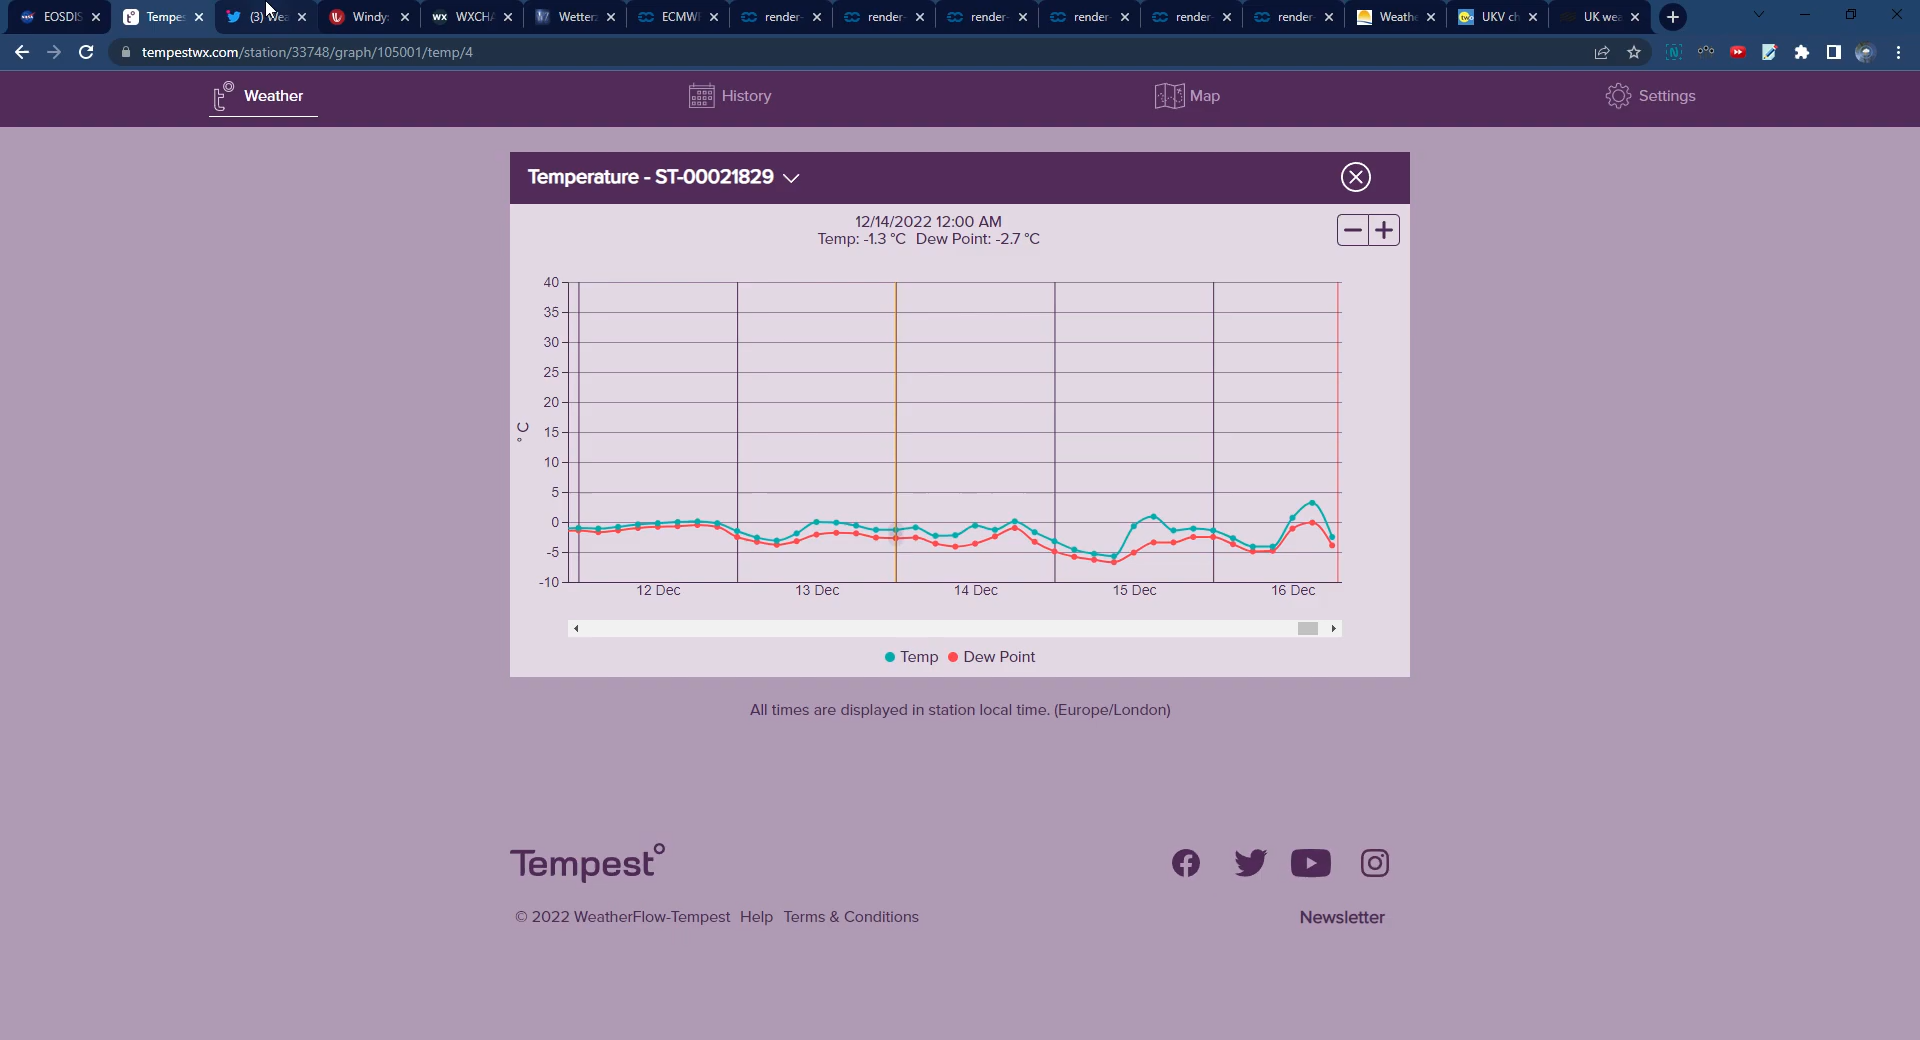 EOSDIS
Tempes
(3) Wea
Windy:
WXCHA
Wetterz
ECMWF
render-
render-
render-
render-
render-
render-
Weathe
UKV ch
UK wea
tempestwx.com/station/33748/graph/105001/temp/4
Weather
History
Map
Settings
Temperature - ST-00021829
12/14/2022 12:00 AM
Temp: -1.3 °C Dew Point: -2.7 °C
40
35
30
25
20
15
10
5
0
-5
-10
° C
12 Dec
13 Dec
14 Dec
15 Dec
16 Dec
Temp
Dew Point
All times are displayed in station local time. (Europe/London)
Tempest°
© 2022 WeatherFlow-Tempest Help Terms & Conditions
Newsletter